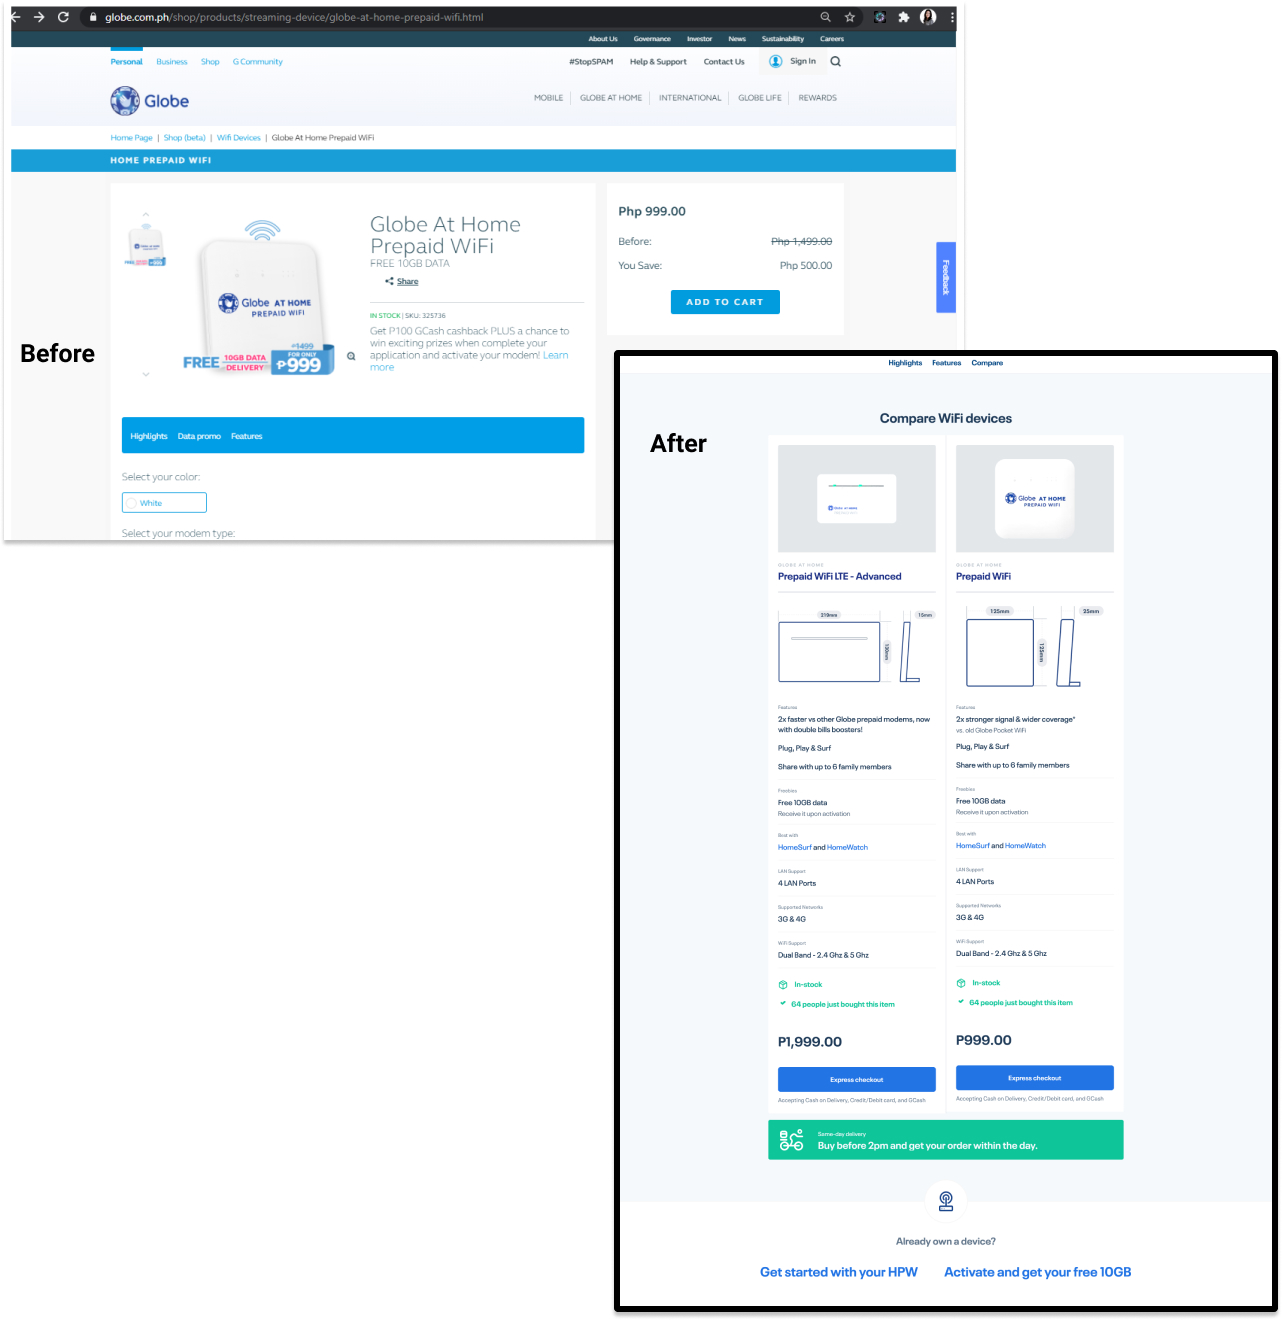 globe.com.ph/shop/products/streaming-device/globe-at-home-prepaid-wifi.html
About Us Governance Investor News Sustainability Careers
Personal Business Shop G Community
#StopSPAM Help & Support Contact Us Sign In
Globe
MOBILE GLOBE AT HOME INTERNATIONAL GLOBE LIFE REWARDS
Home Page | Shop (beta) | Wifi Devices | Globe At Home Prepaid WiFi
HOME PREPAID WIFI
Globe AT HOME
PREPAID WIFI
FREE 10GB DATA
DELIVERY
₱1499
FOR ONLY
₱999
Globe At Home
Prepaid WiFi
FREE 10GB DATA
Share
IN STOCK | SKU: 325736
Get P100 GCash cashback PLUS a chance to
win exciting prizes when complete your
application and activate your modem! Learn
more
Php 999.00
Before: Php 1,499.00
You Save: Php 500.00
ADD TO CART
Feedback
Before
Highlights Data promo Features
Select your color:
White
Select your modem type:
After
Highlights Features Compare
Compare WiFi devices
Globe AT HOME
PREPAID WIFI
GLOBE AT HOME
Prepaid WiFi LTE - Advanced
219mm
15mm
130mm
Features
2x faster vs other Globe prepaid modems, now
with double bills boosters!
Plug, Play & Surf
Share with up to 6 family members
Freebies
Free 10GB data
Receive it upon activation
Best with
HomeSurf and HomeWatch
LAN Support
4 LAN Ports
Supported Networks
3G & 4G
WiFi Support
Dual Band - 2.4 Ghz & 5 Ghz
In-stock
64 people just bought this item
P1,999.00
Express checkout
Accepting Cash on Delivery, Credit/Debit card, and GCash
GLOBE AT HOME
Prepaid WiFi
125mm
25mm
125mm
Features
2x stronger signal & wider coverage*
vs. old Globe Pocket WiFi
Plug, Play & Surf
Share with up to 6 family members
Freebies
Free 10GB data
Receive it upon activation
Best with
HomeSurf and HomeWatch
LAN Support
4 LAN Ports
Supported Networks
3G & 4G
WiFi Support
Dual Band - 2.4 Ghz & 5 Ghz
In-stock
64 people just bought this item
P999.00
Express checkout
Accepting Cash on Delivery, Credit/Debit card, and GCash
Same-day delivery
Buy before 2pm and get your order within the day.
Already own a device?
Get started with your HPW Activate and get your free 10GB